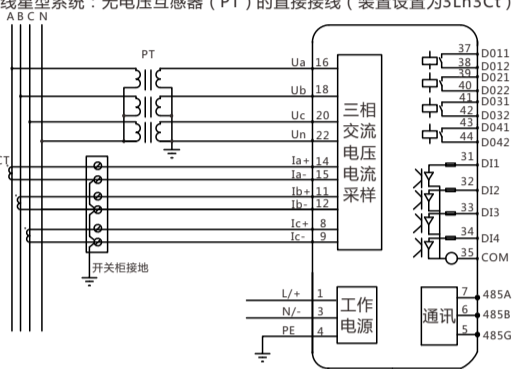 线星型系统：无电压互感器（PT）的直接接线（装置设置为3Ln3Ct）
A B C N
PT
CT
Ua 16
Ub 18
Uc 20
Un 22
Ia+ 14
Ia- 15
Ib+ 11
Ib- 12
Ic+ 8
Ic- 9
三相
交流
电压
电流
采样
开关柜接地
L/+ 1
N/- 3
PE 4
工作
电源
37 DO11
38 DO12
39 DO21
40 DO22
41 DO31
42 DO32
43 DO41
44 DO42
31 DI1
32 DI2
33 DI3
34 DI4
35 COM
通讯
7 485A
6 485B
5 485G